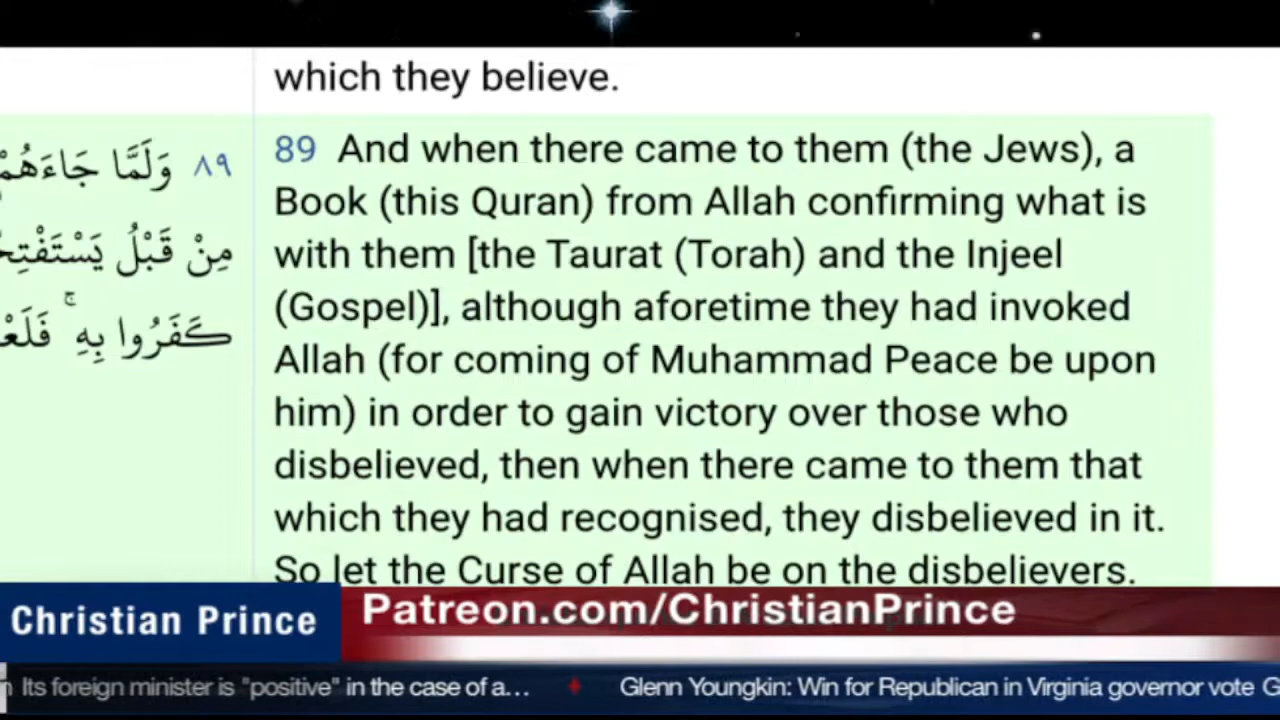 which they believe.
89 And when there came to them (the Jews), a
Book (this Quran) from Allah confirming what is
with them [the Taurat (Torah) and the Injeel
(Gospel)], although aforetime they had invoked
Allah (for coming of Muhammad Peace be upon
him) in order to gain victory over those who
disbelieved, then when there came to them that
which they had recognised, they disbelieved in it.
So let the Curse of Allah be on the disbelievers.
٨٩ وَلَمَّا جَاءَهُمْ
مِنْ قَبْلُ
كَفَرُوا بِهِ ۚ
Christian Prince
Patreon.com/ChristianPrince
Its foreign minister is "positive" in the case of a... Glenn Youngkin: Win for Republican in Virginia governor vote G